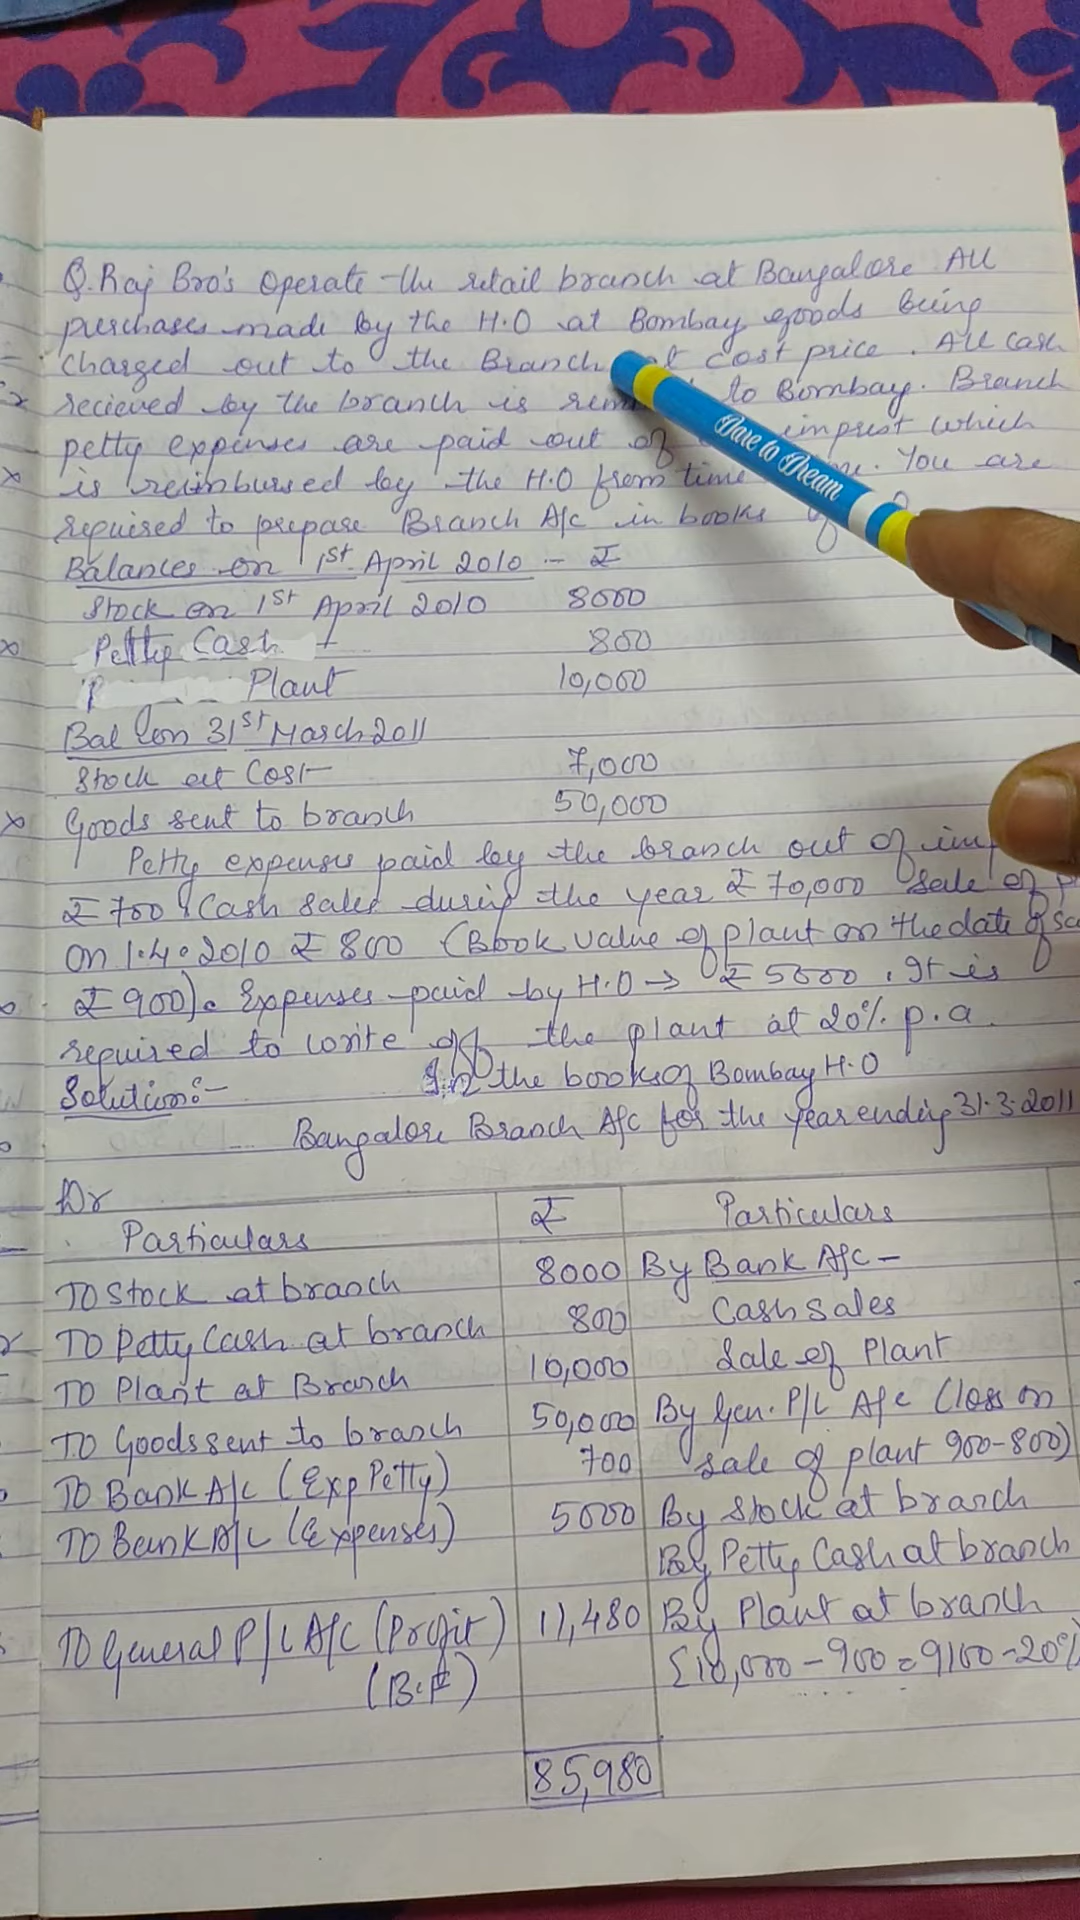 Q. Raj Bro's Operate the retail branch at Bangalore All
purchases made by the H.O at Bombay goods being
charged out to the Branch at cost price. All cash
recieved by the branch is to Bombay. Branch
petty expenses are paid out of imprest which
is reimbursed by the H.O from time . You are
required to prepare Branch A/c in books of
Balances on 1st April 2010 - ₹
Stock on 1st April 2010 8000
Petty Cash 800
Plant 10,000
Bal on 31st March 2011
Stock at Cost 7,000
Goods sent to branch 50,000
Petty expenses paid by the branch out of
₹ 700 & Cash sales during the year ₹ 70,000 Sale of
on 1.4.2010 ₹ 800 (Book value of plant on the date of
₹ 900). Expenses paid by H.O → ₹ 5000. It is
required to write off the plant at 20% p.a.
Solution:- In the books of Bombay H.O
Bangalore Branch A/c for the year ending 31.3.2011
Dr
Particulars ₹ Particulars
To Stock at branch 8000 By Bank A/c -
To Petty Cash at branch 800 Cash sales
To Plant at Branch 10,000 Sale of Plant
To Goods sent to branch 50,000 By Gen. P/L A/c (loss on
To Bank A/c (Exp Petty) 700 sale of plant 900-800)
To Bank A/c (Expenses) 5000 By Stock at branch
By Petty Cash at branch
To General P/L A/c (Profit) 11,480 By Plant at branch
(B.F) {10,000 - 900 = 9100 - 20%
85,980
Dare to Dream